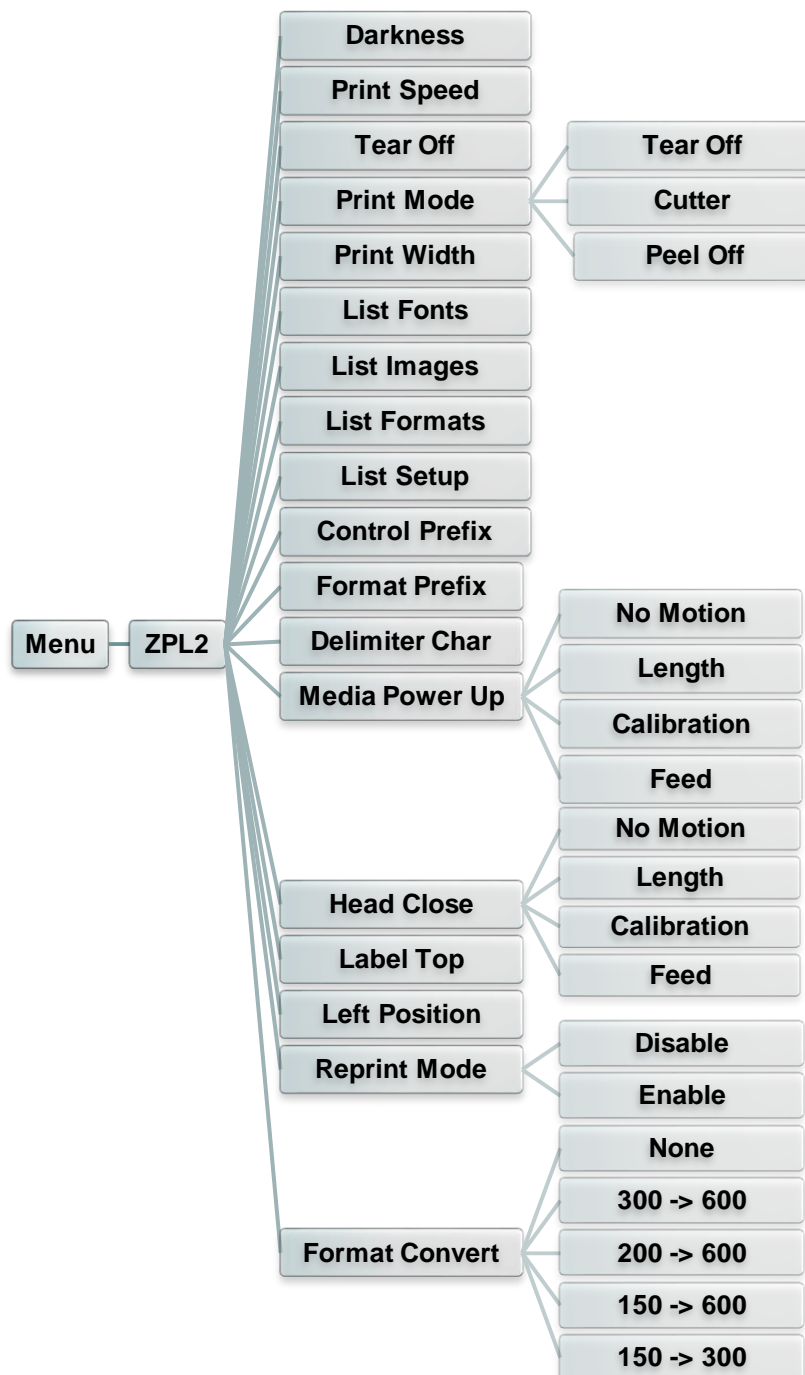 Menu
ZPL2
Darkness
Print Speed
Tear Off
Print Mode
Tear Off
Cutter
Peel Off
Print Width
List Fonts
List Images
List Formats
List Setup
Control Prefix
Format Prefix
Delimiter Char
Media Power Up
No Motion
Length
Calibration
Feed
Head Close
No Motion
Length
Calibration
Feed
Label Top
Left Position
Reprint Mode
Disable
Enable
Format Convert
None
300 -> 600
200 -> 600
150 -> 600
150 -> 300